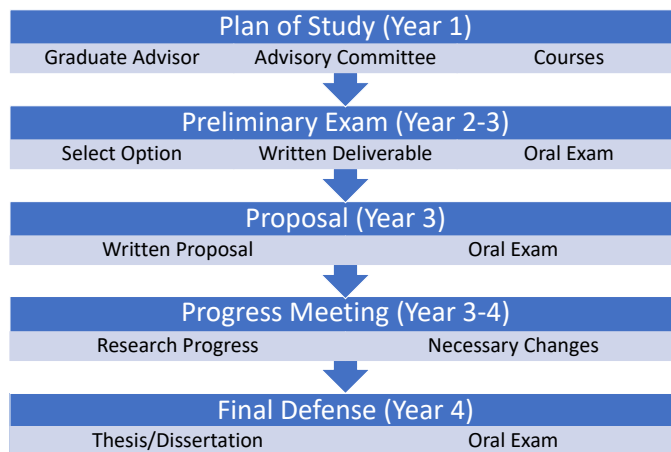 Plan of Study (Year 1)
Graduate Advisor Advisory Committee Courses
Preliminary Exam (Year 2-3)
Select Option Written Deliverable Oral Exam
Proposal (Year 3)
Written Proposal Oral Exam
Progress Meeting (Year 3-4)
Research Progress Necessary Changes
Final Defense (Year 4)
Thesis/Dissertation Oral Exam